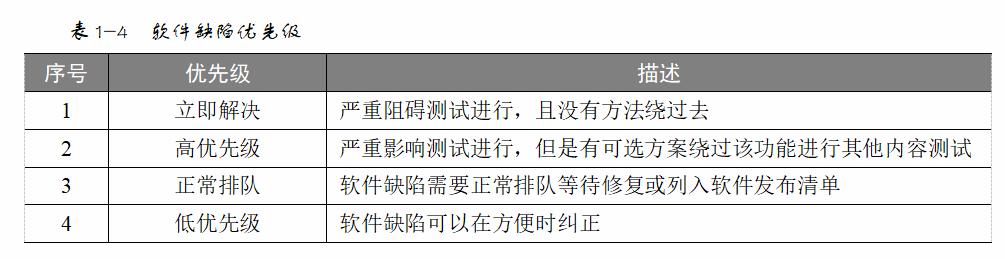 表 1-4 软件缺陷优先级
序号 优先级 描述
1 立即解决 严重阻碍测试进行，且没有方法绕过去
2 高优先级 严重影响测试进行，但是有可选方案绕过该功能进行其他内容测试
3 正常排队 软件缺陷需要正常排队等待修复或列入软件发布清单
4 低优先级 软件缺陷可以在方便时纠正